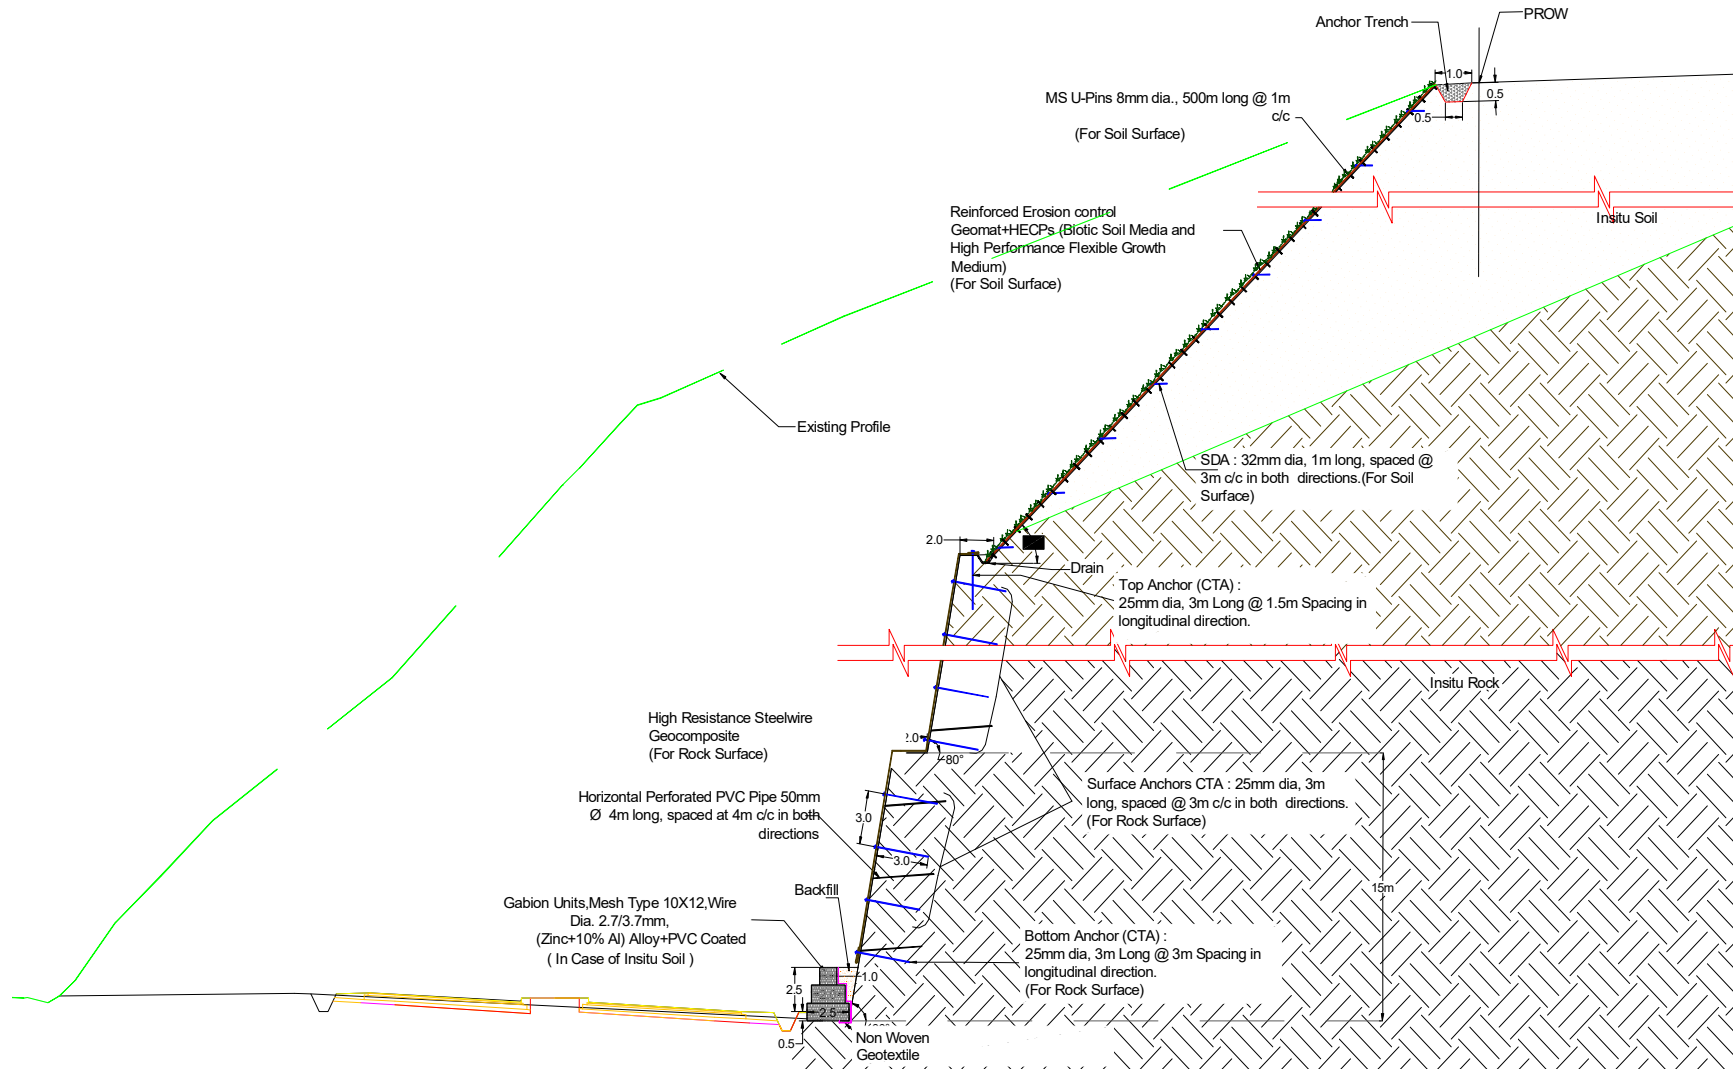 Anchor Trench
PROW
1.0
0.5
0.5
MS U-Pins 8mm dia., 500m long @ 1m
c/c
(For Soil Surface)
Insitu Soil
Reinforced Erosion control
Geomat+HECPs (Biotic Soil Media and
High Performance Flexible Growth
Medium)
(For Soil Surface)
Existing Profile
SDA : 32mm dia, 1m long, spaced @
3m c/c in both directions.(For Soil
Surface)
2.0
Drain
Top Anchor (CTA) :
25mm dia, 3m Long @ 1.5m Spacing in
longitudinal direction.
Insitu Rock
High Resistance Steelwire
Geocomposite
(For Rock Surface)
2.0
80°
Surface Anchors CTA : 25mm dia, 3m
long, spaced @ 3m c/c in both directions.
(For Rock Surface)
Horizontal Perforated PVC Pipe 50mm
Ø 4m long, spaced at 4m c/c in both
directions
3.0
3.0
15m
Backfill
Gabion Units,Mesh Type 10X12,Wire
Dia. 2.7/3.7mm,
(Zinc+10% Al) Alloy+PVC Coated
( In Case of Insitu Soil )
Bottom Anchor (CTA) :
25mm dia, 3m Long @ 3m Spacing in
longitudinal direction.
(For Rock Surface)
1.0
2.5
2.5
0.5
Non Woven
Geotextile